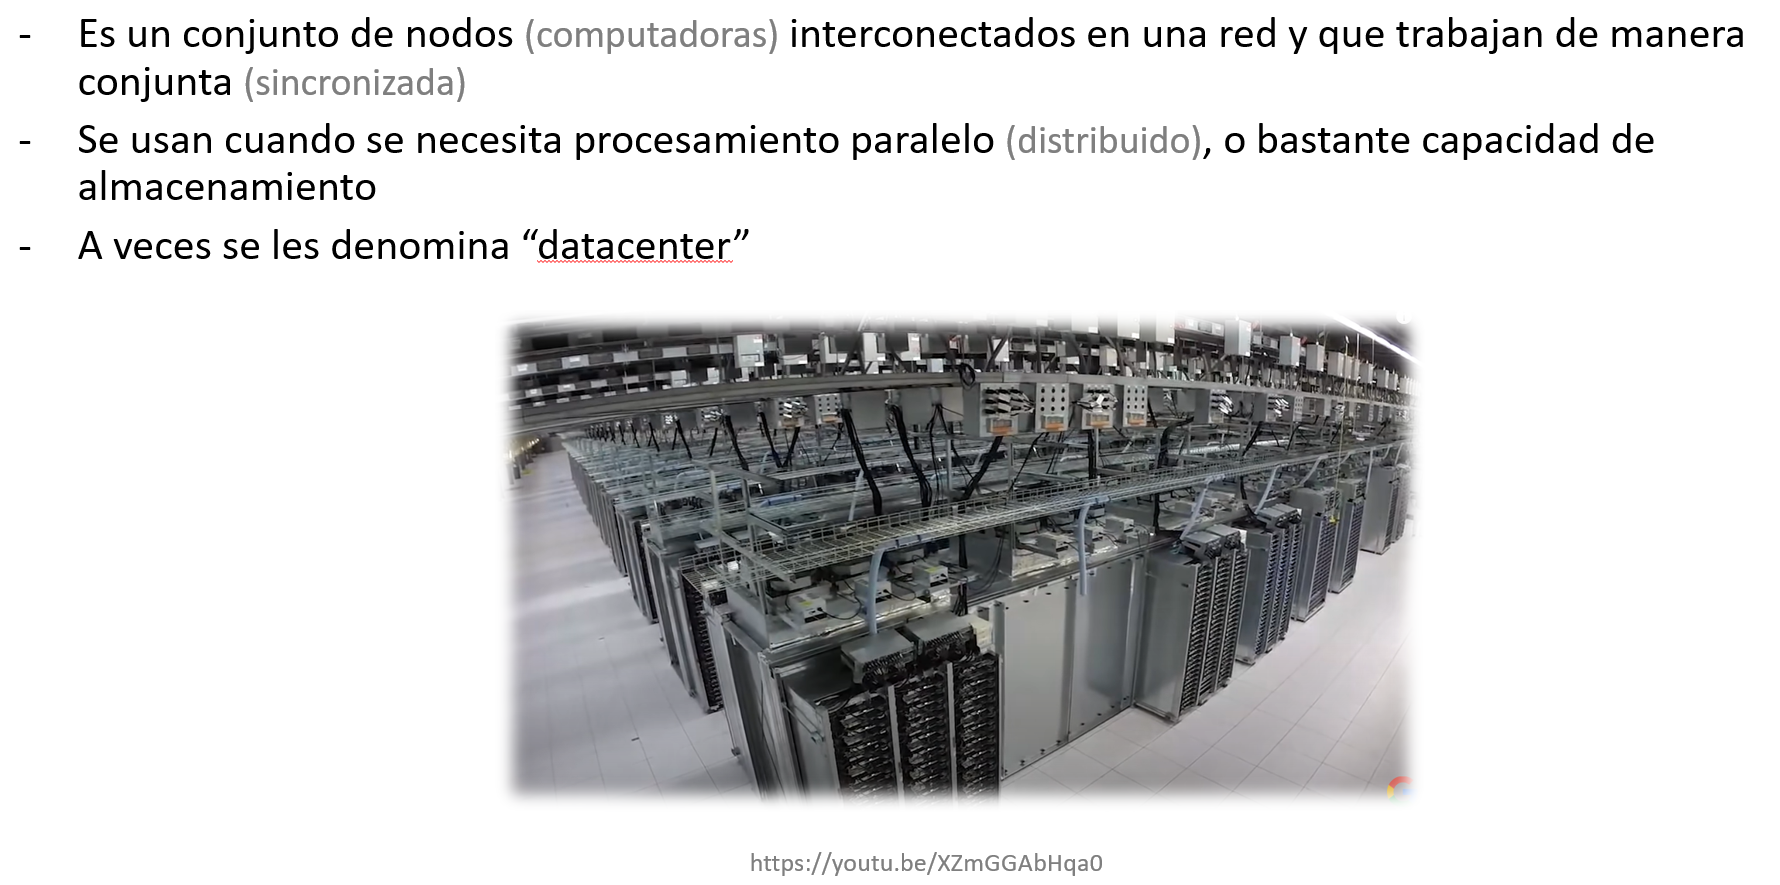 - Es un conjunto de nodos (computadoras) interconectados en una red y que trabajan de manera
conjunta (sincronizada)
- Se usan cuando se necesita procesamiento paralelo (distribuido), o bastante capacidad de
almacenamiento
- A veces se les denomina “datacenter”
https://youtu.be/XZmGGAbHqa0